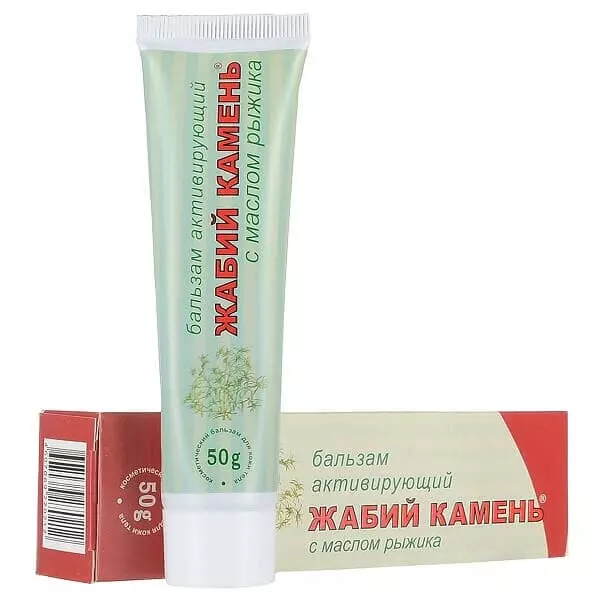 бальзам активирующий
ЖАБИЙ КАМЕНЬ®
с маслом рыжика
косметический бальзам для кожи тела
50g
50g
бальзам
активирующий
ЖАБИЙ КАМЕНЬ®
с маслом рыжика